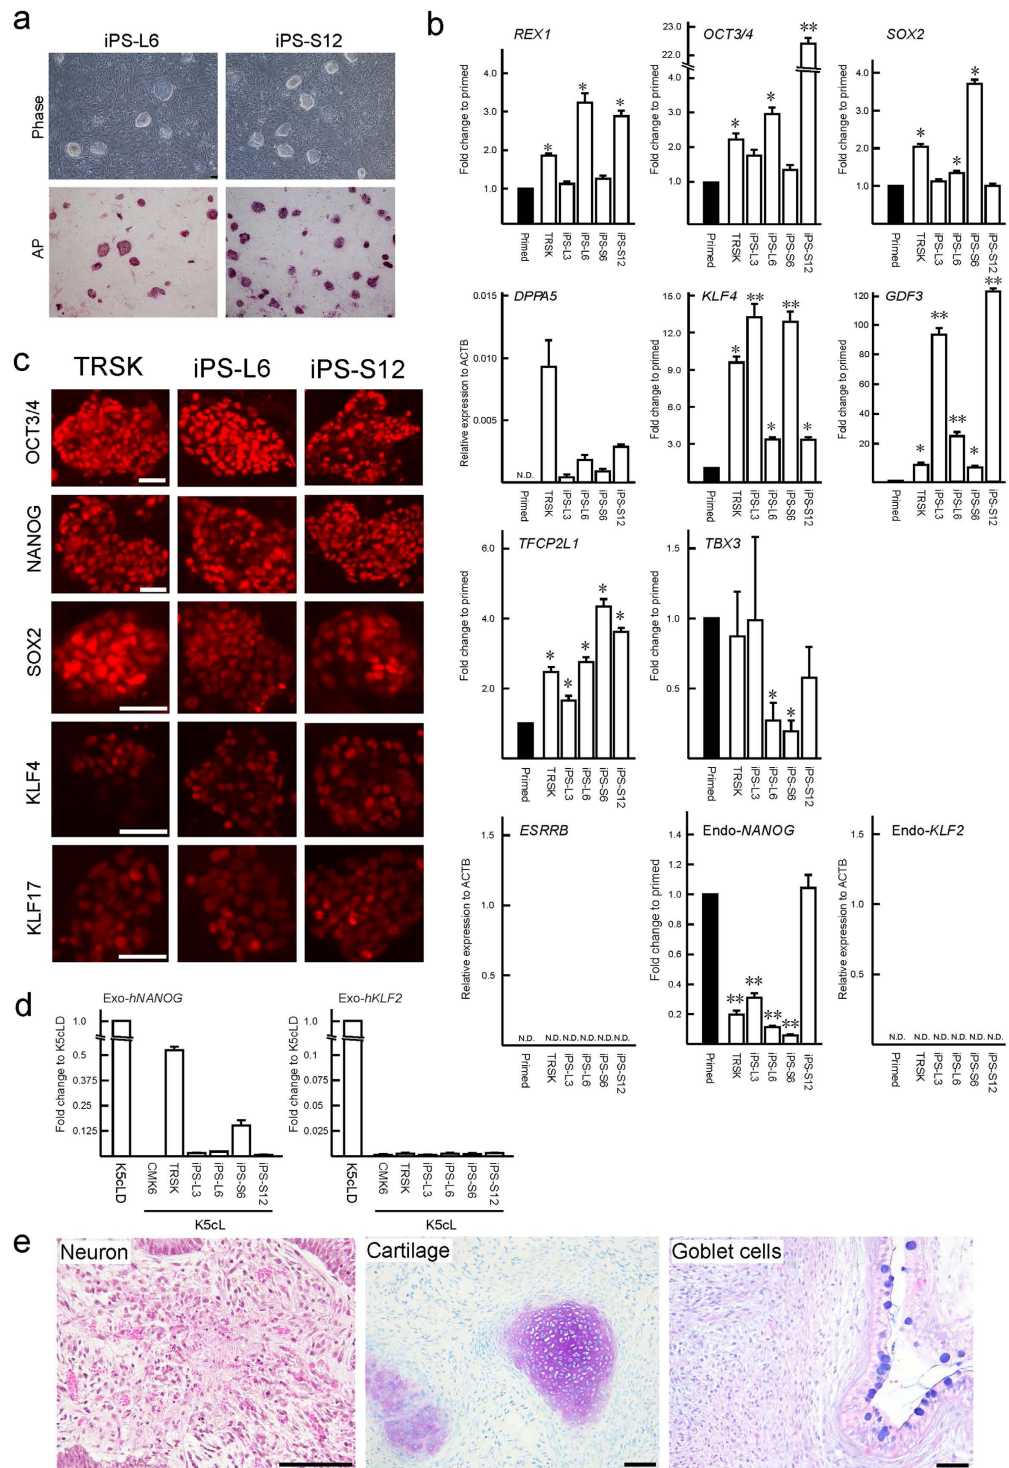 a
iPS-L6 iPS-S12
Phase
AP
b
REX1
Fold change to primed
4.0
3.0
2.0
1.0
*
*
*
Primed TRSK iPS-L3 iPS-L6 iPS-S6 iPS-S12
OCT3/4
Fold change to primed
23.0
22.0
4.0
3.0
2.0
1.0
*
*
**
Primed TRSK iPS-L3 iPS-L6 iPS-S6 iPS-S12
SOX2
Fold change to primed
4.0
3.0
2.0
1.0
*
*
*
Primed TRSK iPS-L3 iPS-L6 iPS-S6 iPS-S12
DPPA5
Relative expression to ACTB
0.015
0.010
0.005
N.D.
Primed TRSK iPS-L3 iPS-L6 iPS-S6 iPS-S12
KLF4
Fold change to primed
15.0
12.0
9.0
6.0
3.0
*
**
*
**
*
Primed TRSK iPS-L3 iPS-L6 iPS-S6 iPS-S12
GDF3
Fold change to primed
120
100
80
60
40
20
*
**
**
*
**
Primed TRSK iPS-L3 iPS-L6 iPS-S6 iPS-S12
TFCP2L1
Fold change to primed
6.0
4.0
2.0
*
*
*
*
*
Primed TRSK iPS-L3 iPS-L6 iPS-S6 iPS-S12
TBX3
Fold change to primed
1.5
1.0
0.5
*
*
Primed TRSK iPS-L3 iPS-L6 iPS-S6 iPS-S12
ESRRB
Relative expression to ACTB
1.5
1.0
0.5
N.D. N.D. N.D. N.D. N.D. N.D.
Primed TRSK iPS-L3 iPS-L6 iPS-S6 iPS-S12
Endo-NANOG
Fold change to primed
1.4
1.2
1.0
0.8
0.6
0.4
0.2
**
**
**
**
Primed TRSK iPS-L3 iPS-L6 iPS-S6 iPS-S12
Endo-KLF2
Relative expression to ACTB
1.5
1.0
0.5
N.D. N.D. N.D. N.D. N.D. N.D.
Primed TRSK iPS-L3 iPS-L6 iPS-S6 iPS-S12
c
TRSK iPS-L6 iPS-S12
OCT3/4
NANOG
SOX2
KLF4
KLF17
d
Exo-hNANOG
Fold change to K5cLD
1.0
0.5
0.375
0.25
0.125
K5cLD CMK6 TRSK iPS-L3 iPS-L6 iPS-S6 iPS-S12
K5cL
Exo-hKLF2
Fold change to K5cLD
1.0
0.1
0.075
0.05
0.025
K5cLD CMK6 TRSK iPS-L3 iPS-L6 iPS-S6 iPS-S12
K5cL
e
Neuron
Cartilage
Goblet cells